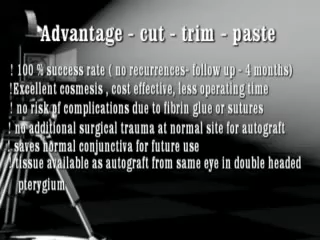 Advantage - cut - trim - paste
! 100 % success rate ( no recurrences- follow up - 4 months)
!Excellent cosmesis , cost effective, less operating time
! no risk of complications due to fibrin glue or sutures
! no additional surgical trauma at normal site for autograft
! saves normal conjunctiva for future use
!tissue available as autograft from same eye in double headed
pterygium